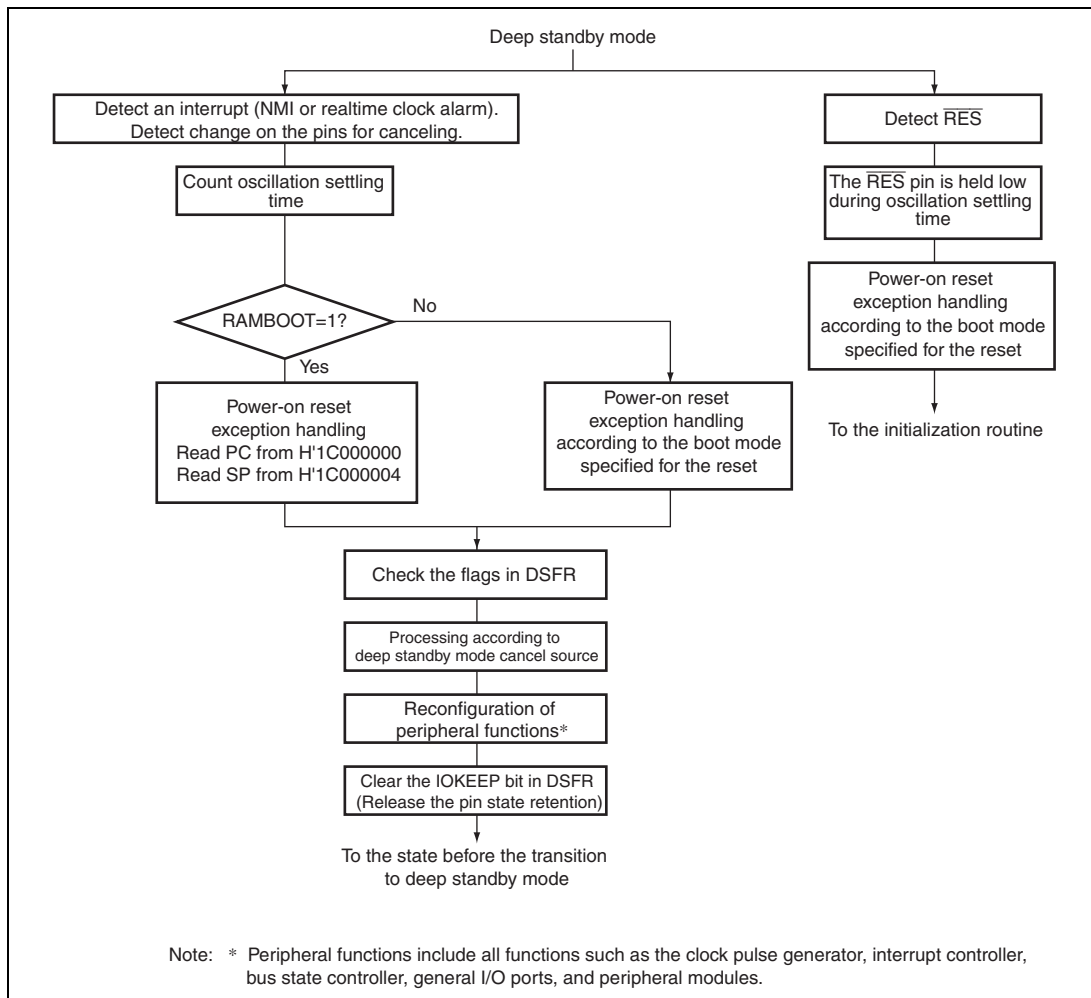 Deep standby mode
Detect an interrupt (NMI or realtime clock alarm).
Detect change on the pins for canceling.
Count oscillation settling
time
RAMBOOT=1?
No
Yes
Power-on reset
exception handling
Read PC from H'1C000000
Read SP from H'1C000004
Power-on reset
exception handling
according to the boot mode
specified for the reset
Detect RES
The RES pin is held low
during oscillation settling
time
Power-on reset
exception handling
according to the boot mode
specified for the reset
To the initialization routine
Check the flags in DSFR
Processing according to
deep standby mode cancel source
Reconfiguration of
peripheral functions*
Clear the IOKEEP bit in DSFR
(Release the pin state retention)
To the state before the transition
to deep standby mode
Note: * Peripheral functions include all functions such as the clock pulse generator, interrupt controller,
bus state controller, general I/O ports, and peripheral modules.